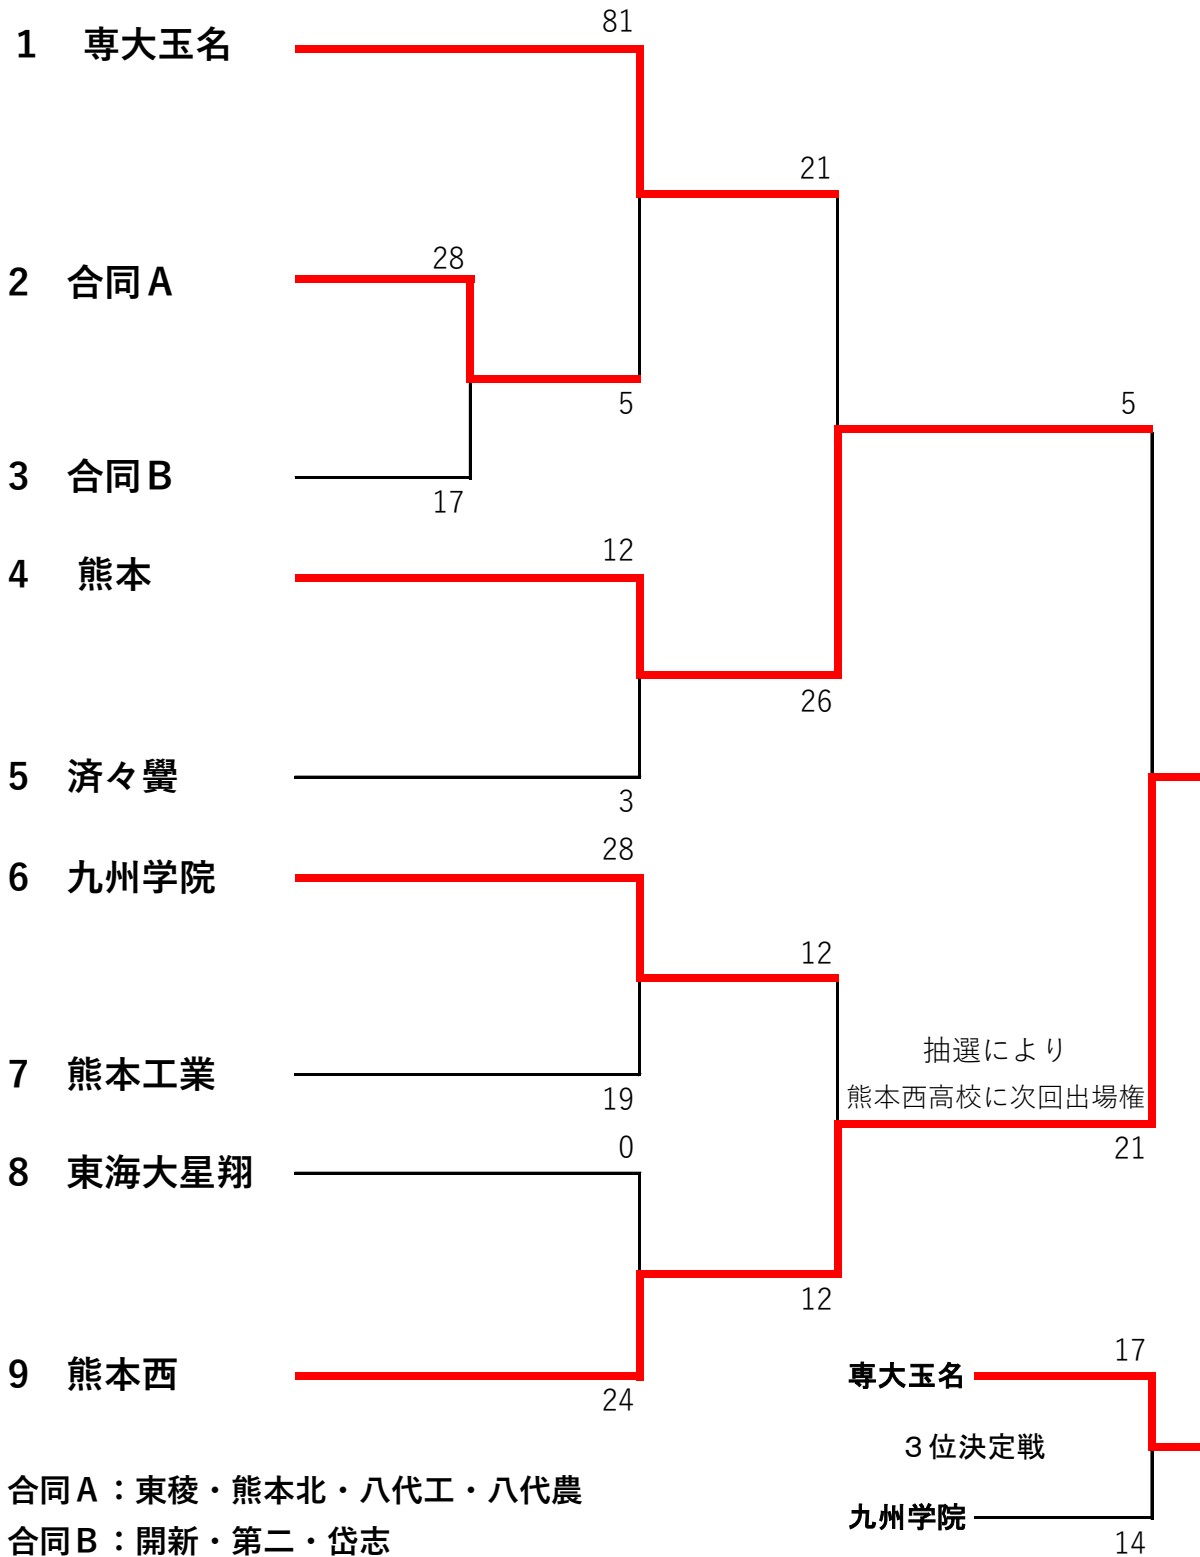 81
1 専大玉名
21
28
2 合同A
5
5
3 合同B
17
12
4 熊本
26
5 済々黌
3
28
6 九州学院
12
抽選により
7 熊本工業
熊本西高校に次回出場権
19
0
21
8 東海大星翔
12
17
9 熊本西
専大玉名
24
3位決定戦
合同A：東稜・熊本北・八代工・八代農
九州学院
合同B：開新・第二・岱志
14